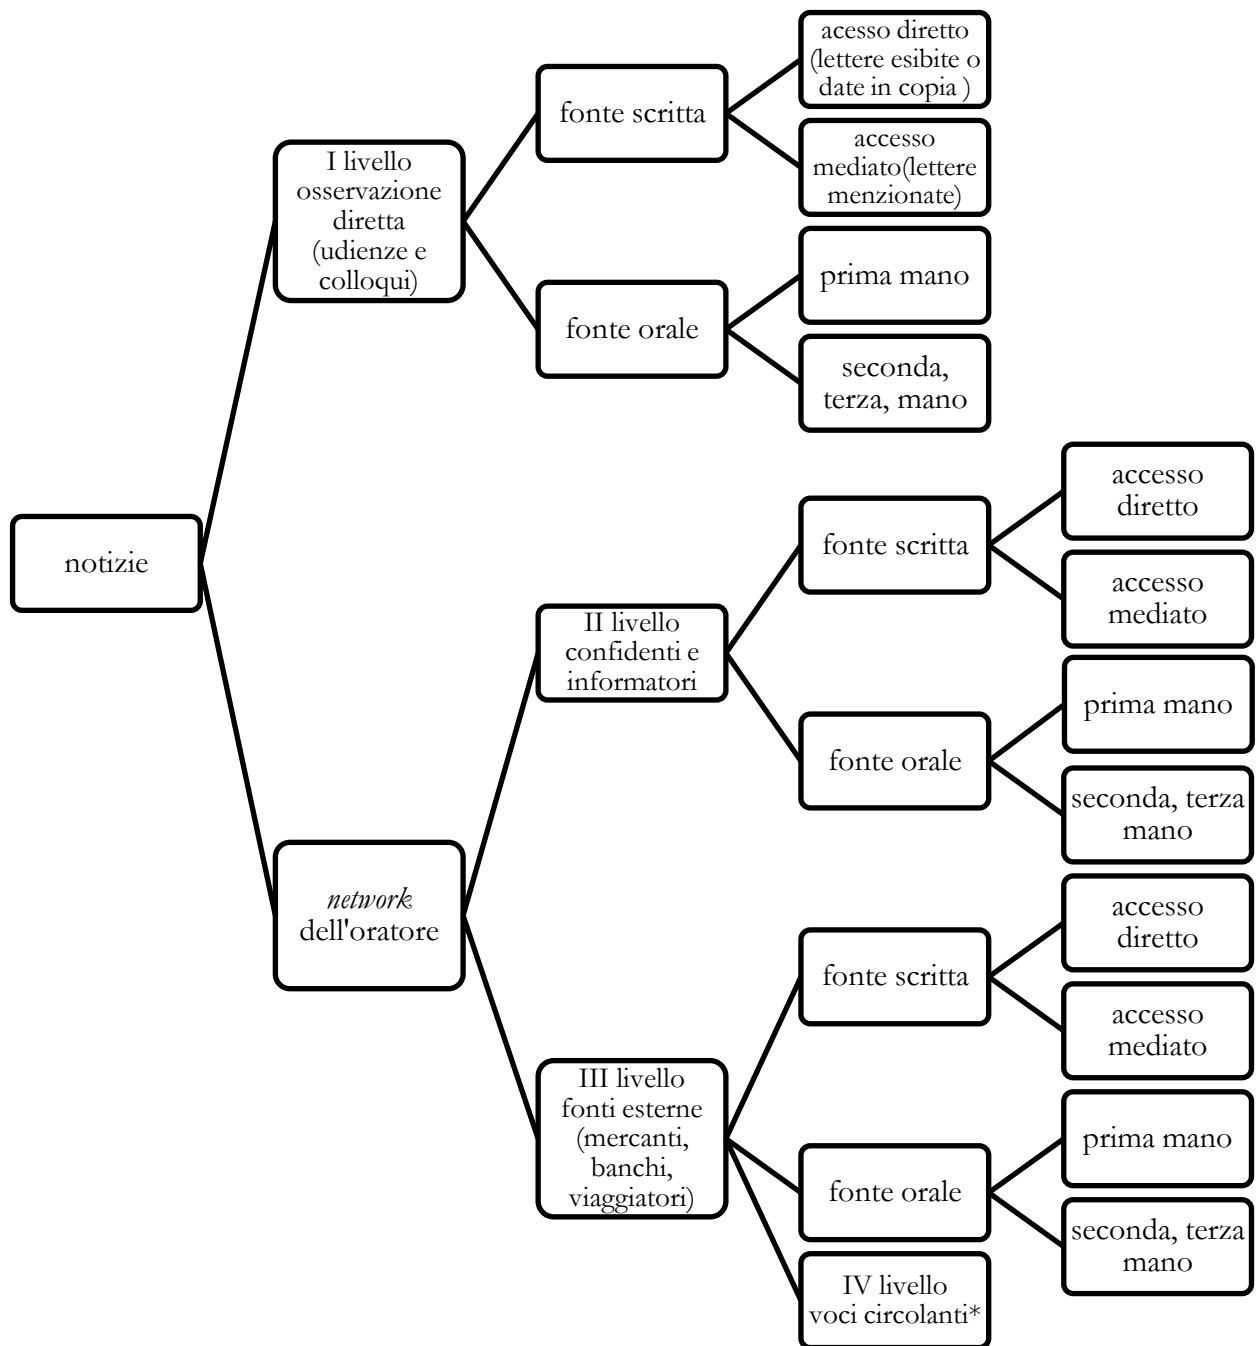 acesso diretto
(lettere esibite o
date in copia )
fonte scritta
accesso
mediato(lettere
menzionate)
I livello
osservazione
diretta
(udienze e
colloqui)
prima mano
fonte orale
seconda,
terza, mano
notizie
accesso
diretto
fonte scritta
accesso
mediato
II livello
confidenti e
informatori
prima mano
fonte orale
seconda, terza
mano
network
dell'oratore
accesso
diretto
fonte scritta
accesso
mediato
III livello
fonti esterne
(mercanti,
banchi,
viaggiatori)
prima mano
fonte orale
seconda, terza
mano
IV livello
voci circolanti*